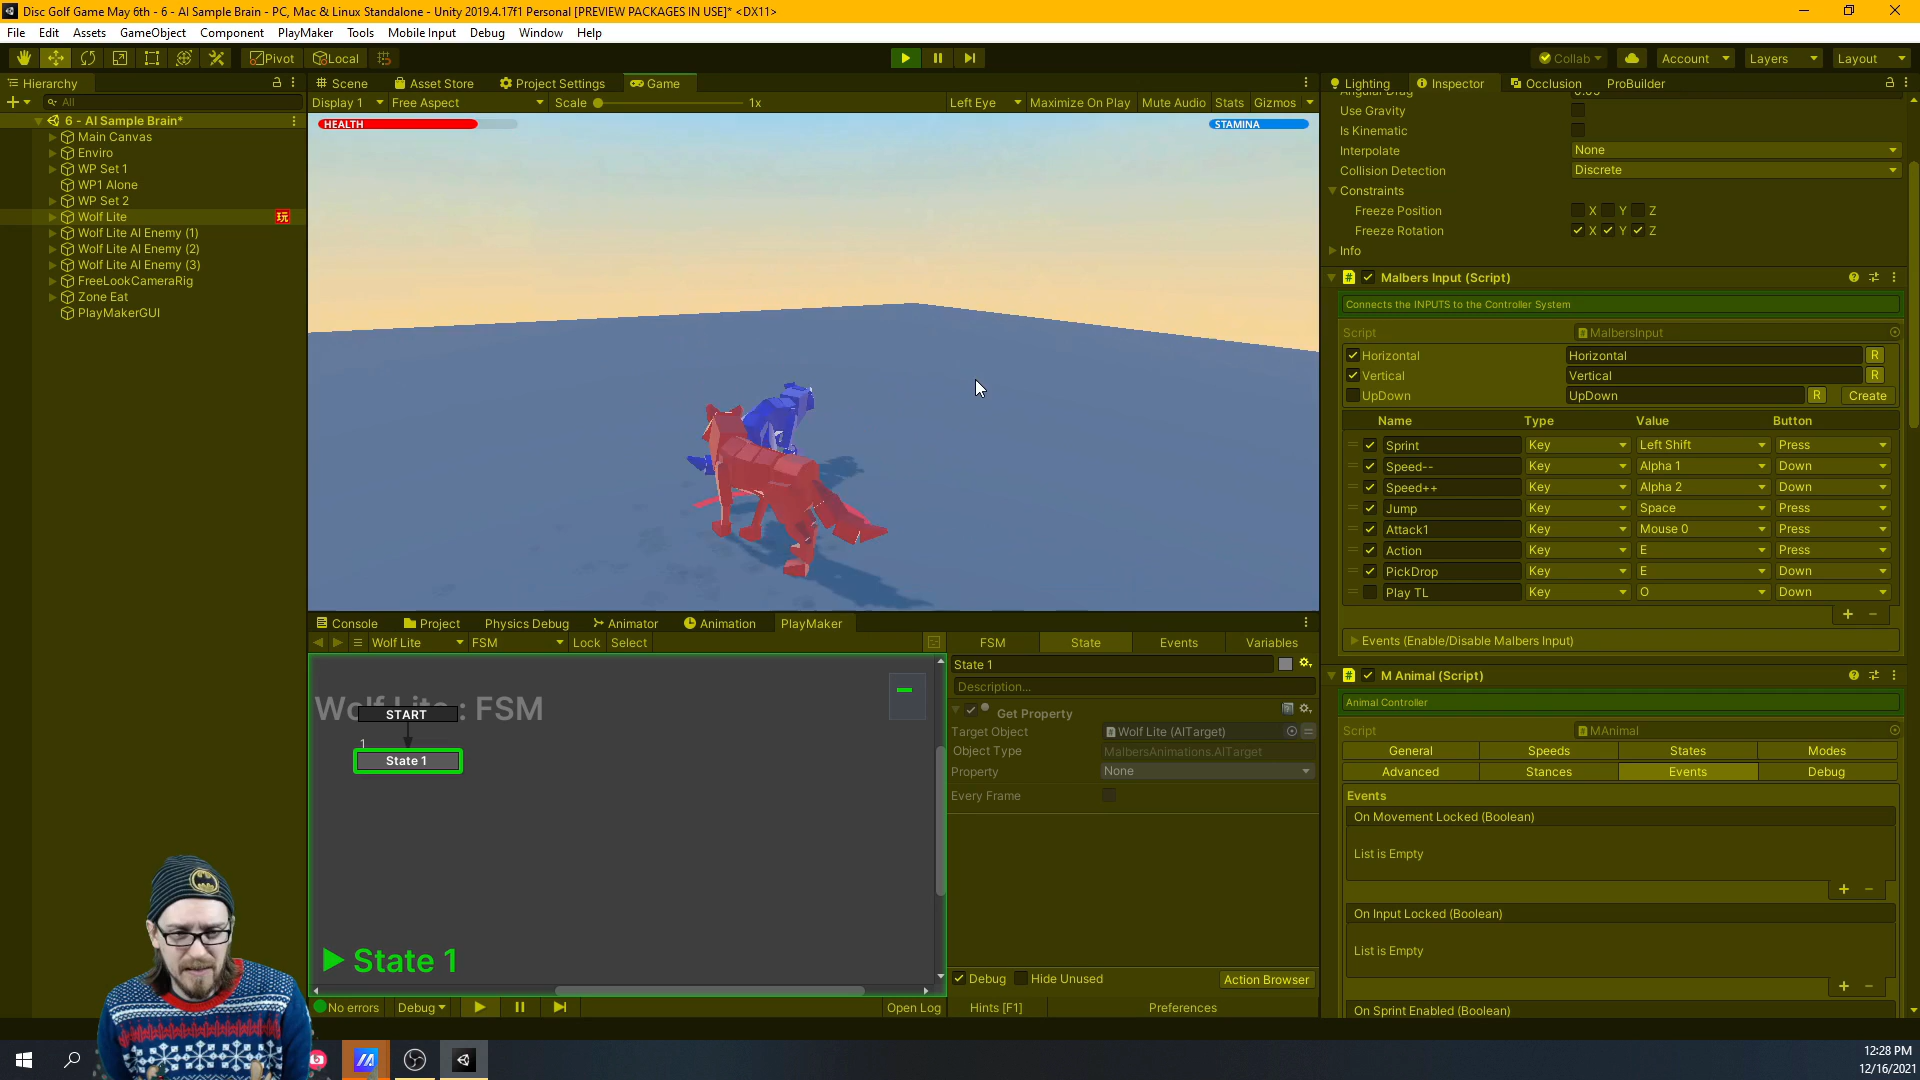 Disc Golf Game May 6th - 6 - AI Sample Brain - PC, Mac & Linux Standalone - Unity 2019.4.17f1 Personal [PREVIEW PACKAGES IN USE]* <DX11>
File Edit Assets GameObject Component PlayMaker Tools Mobile Input Debug Window Help
Pivot Local Collab Account Layers Layout
Hierarchy
All
6 - AI Sample Brain*
Main Canvas
Enviro
WP Set 1
WP1 Alone
WP Set 2
Wolf Lite 玩
Wolf Lite AI Enemy (1)
Wolf Lite AI Enemy (2)
Wolf Lite AI Enemy (3)
FreeLookCameraRig
Zone Eat
PlayMakerGUI
Scene Asset Store Project Settings Game
Display 1 Free Aspect Scale 1x Left Eye Maximize On Play Mute Audio Stats Gizmos
HEALTH STAMINA
Console Project Physics Debug Animator Animation PlayMaker
Wolf Lite FSM Lock Select FSM State Events Variables
Wolf Lite : FSM
START
1
State 1
State 1
No errors Debug Open Log
State 1
Description...
Get Property
Target Object Wolf Lite (AITarget)
Object Type MalbersAnimations.AITarget
Property None
Every Frame
Debug Hide Unused Action Browser
Hints [F1] Preferences
Lighting Inspector Occlusion ProBuilder
Angular Drag 0.05
Use Gravity
Is Kinematic
Interpolate None
Collision Detection Discrete
Constraints
Freeze Position X Y Z
Freeze Rotation X Y Z
Info
# Malbers Input (Script)
Connects the INPUTS to the Controller System
Script MalbersInput
Horizontal Horizontal R
Vertical Vertical R
UpDown UpDown R Create
Name Type Value Button
Sprint Key Left Shift Press
Speed-- Key Alpha 1 Down
Speed++ Key Alpha 2 Down
Jump Key Space Press
Attack1 Key Mouse 0 Press
Action Key E Press
PickDrop Key E Down
Play TL Key O Down
Events (Enable/Disable Malbers Input)
# M Animal (Script)
Animal Controller
Script MAnimal
General Speeds States Modes
Advanced Stances Events Debug
Events
On Movement Locked (Boolean)
List is Empty
On Input Locked (Boolean)
List is Empty
On Sprint Enabled (Boolean)
12:28 PM
12/16/2021